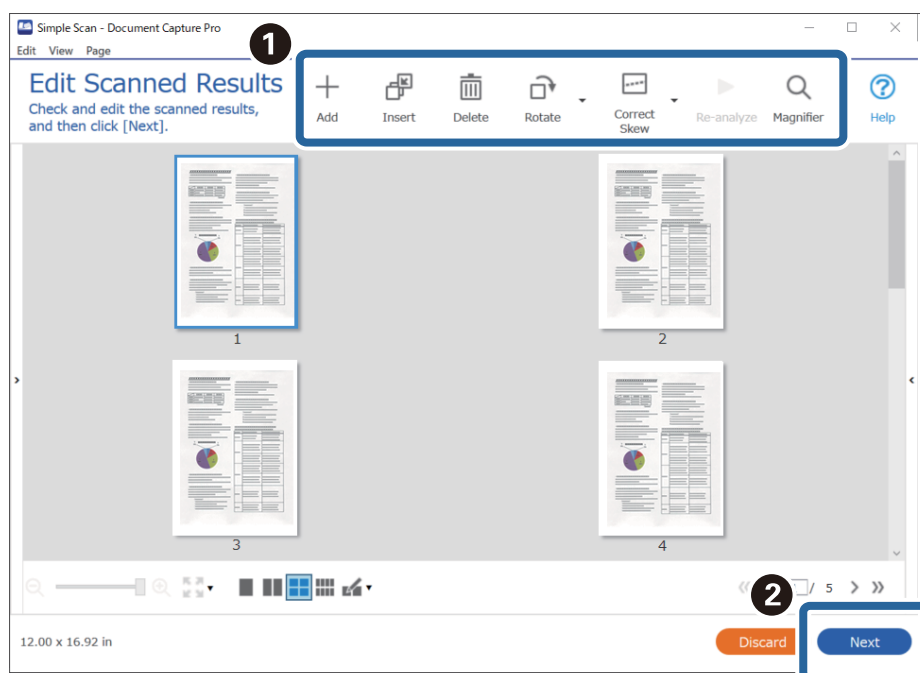 Simple Scan - Document Capture Pro
Edit View Page
1
Edit Scanned Results
Check and edit the scanned results,
and then click [Next].
Add
Insert
Delete
Rotate
Correct
Skew
Re-analyze
Magnifier
Help
1
2
3
4
/ 5
2
12.00 x 16.92 in
Discard
Next